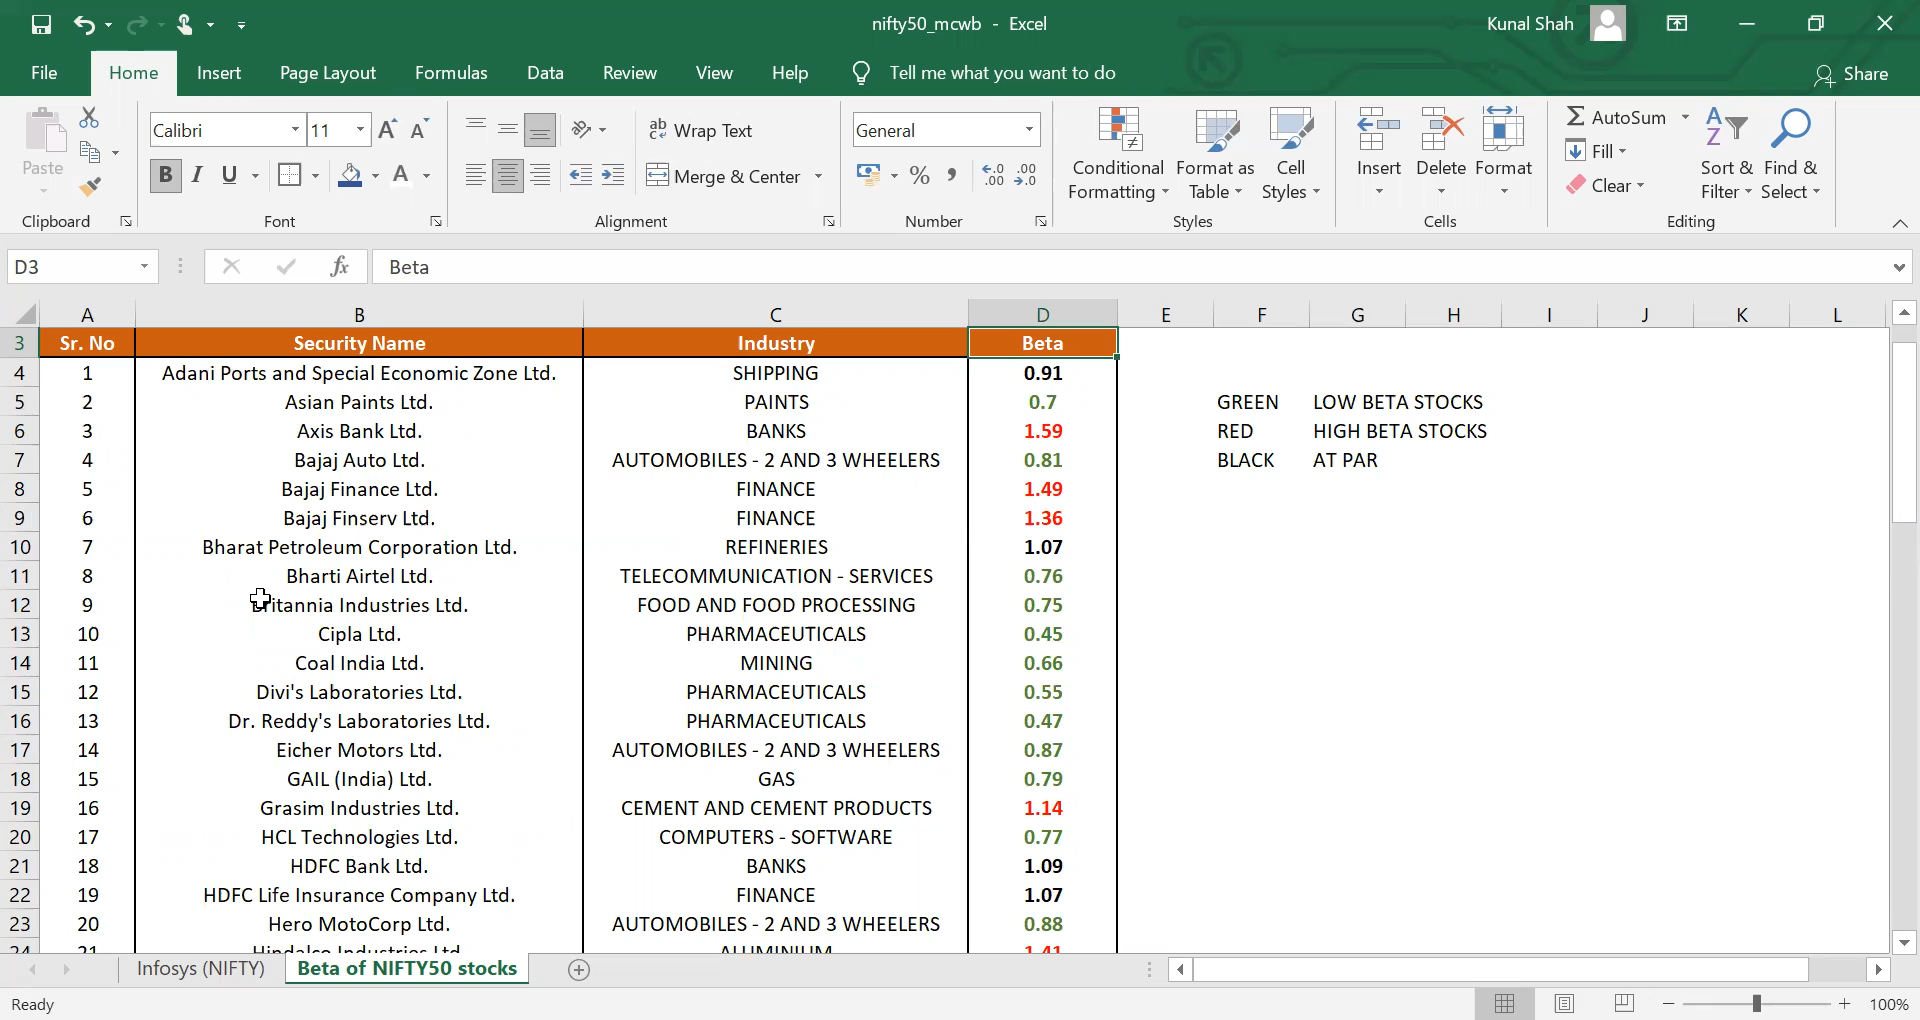 nifty50_mcwb - Excel
Kunal Shah
File Home Insert Page Layout Formulas Data Review View Help Tell me what you want to do Share
Paste
Calibri 11
ab Wrap Text
Merge & Center
General
% ,
Conditional Formatting
Format as Table
Cell Styles
Insert
Delete
Format
AutoSum
Fill
Clear
Sort & Filter
Find & Select
B I U A
Clipboard Font Alignment Number Styles Cells Editing
D3 fx Beta
A B C D E F G H I J K L
3 Sr. No Security Name Industry Beta
4 1 Adani Ports and Special Economic Zone Ltd. SHIPPING 0.91
5 2 Asian Paints Ltd. PAINTS 0.7 GREEN LOW BETA STOCKS
6 3 Axis Bank Ltd. BANKS 1.59 RED HIGH BETA STOCKS
7 4 Bajaj Auto Ltd. AUTOMOBILES - 2 AND 3 WHEELERS 0.81 BLACK AT PAR
8 5 Bajaj Finance Ltd. FINANCE 1.49
9 6 Bajaj Finserv Ltd. FINANCE 1.36
10 7 Bharat Petroleum Corporation Ltd. REFINERIES 1.07
11 8 Bharti Airtel Ltd. TELECOMMUNICATION - SERVICES 0.76
12 9 Britannia Industries Ltd. FOOD AND FOOD PROCESSING 0.75
13 10 Cipla Ltd. PHARMACEUTICALS 0.45
14 11 Coal India Ltd. MINING 0.66
15 12 Divi's Laboratories Ltd. PHARMACEUTICALS 0.55
16 13 Dr. Reddy's Laboratories Ltd. PHARMACEUTICALS 0.47
17 14 Eicher Motors Ltd. AUTOMOBILES - 2 AND 3 WHEELERS 0.87
18 15 GAIL (India) Ltd. GAS 0.79
19 16 Grasim Industries Ltd. CEMENT AND CEMENT PRODUCTS 1.14
20 17 HCL Technologies Ltd. COMPUTERS - SOFTWARE 0.77
21 18 HDFC Bank Ltd. BANKS 1.09
22 19 HDFC Life Insurance Company Ltd. FINANCE 1.07
23 20 Hero MotoCorp Ltd. AUTOMOBILES - 2 AND 3 WHEELERS 0.88
24 21 Hindalco Industries Ltd. ALUMINIUM 1.41
Infosys (NIFTY) Beta of NIFTY50 stocks
Ready 100%